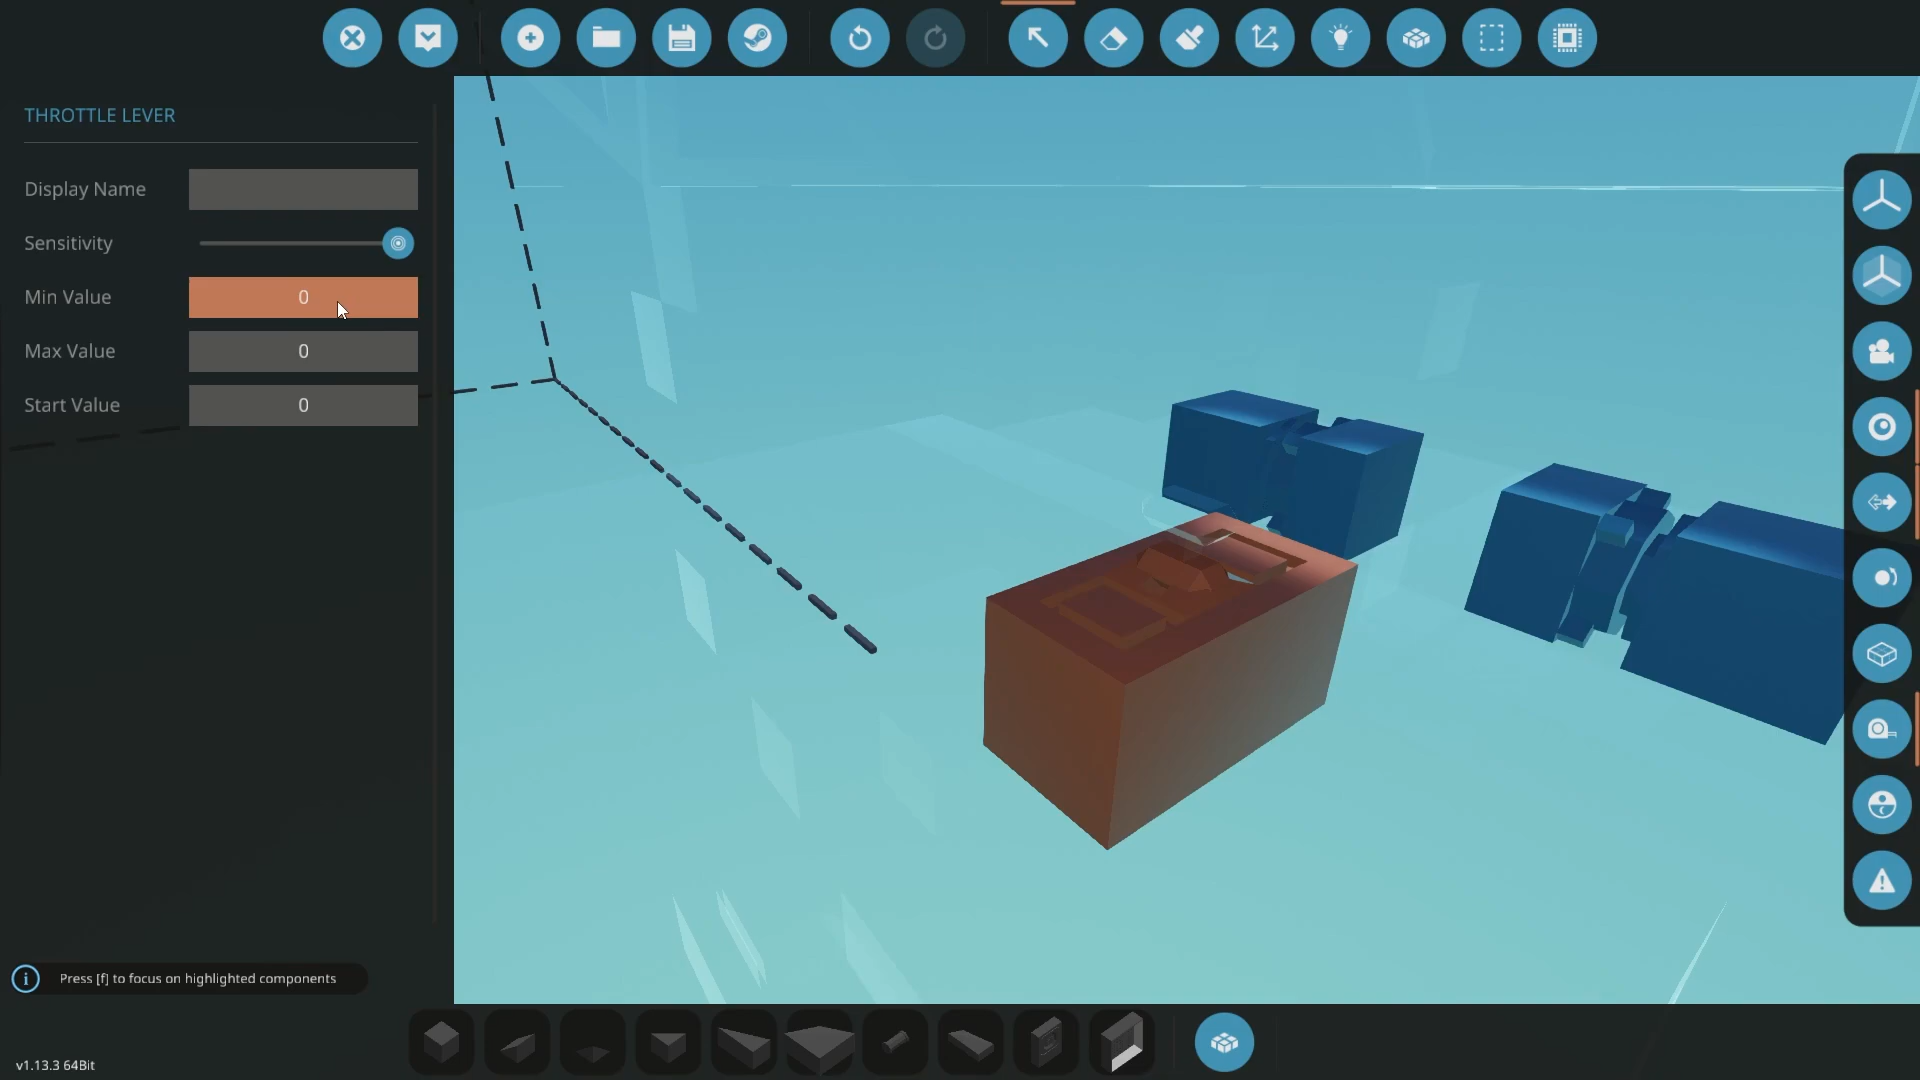 THROTTLE LEVER
Display Name
Sensitivity
Min Value 0
Max Value 0
Start Value 0
Press [f] to focus on highlighted components
v1.13.3 64Bit